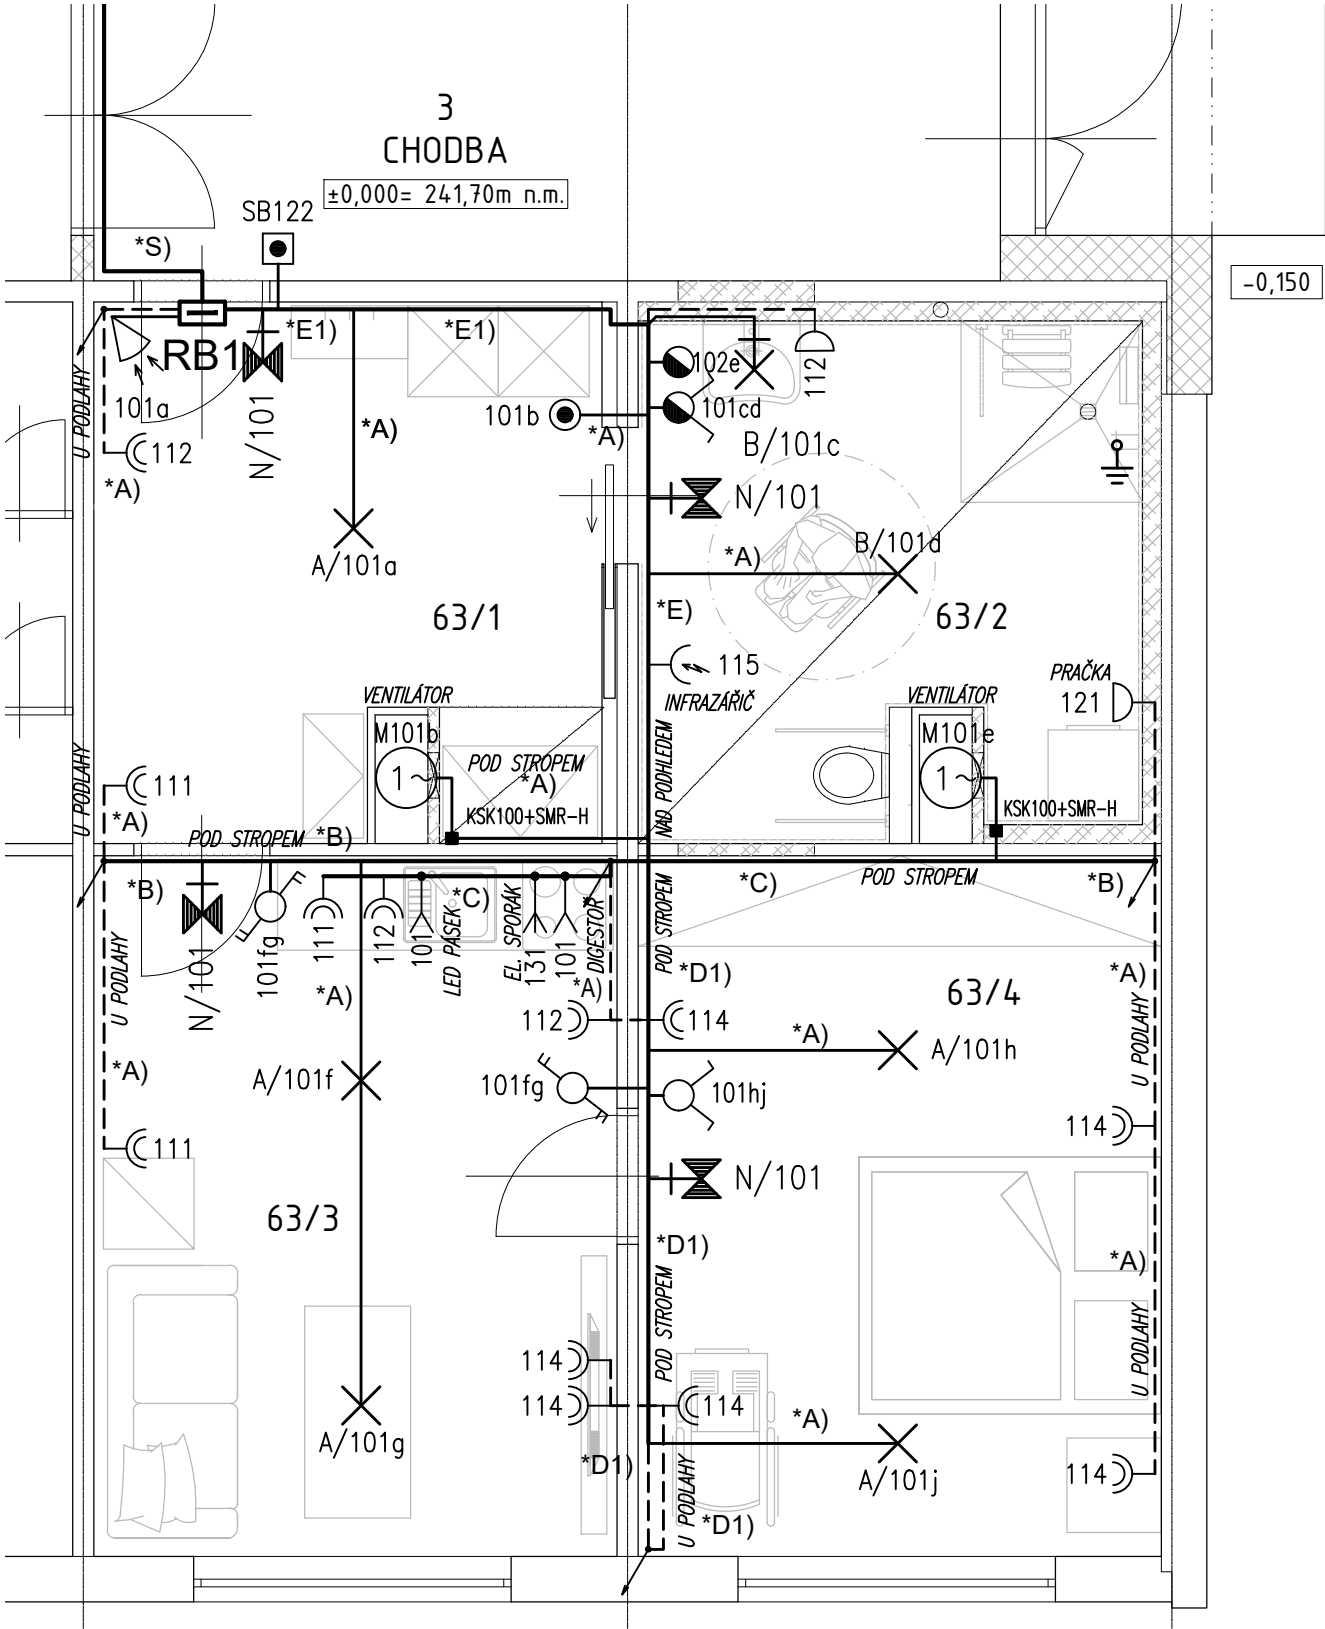 3
CHODBA
±0,000= 241,70m n.m.
SB122
*S)
-0,150
*E1)
*E1)
RB1
U PODLAHY
101a
112
*A)
N/101
*A)
101b
*A)
102e
112
101cd
B/101c
N/101
A/101a
*A)
B/101d
63/1
*E)
63/2
115
INFRAZÁŘIČ
PRAČKA
121
VENTILÁTOR
M101b
1~
POD STROPEM
*A)
KSK100+SMR-H
NAD PODHLEDEM
VENTILÁTOR
M101e
1~
KSK100+SMR-H
U PODLAHY
111
*A)
POD STROPEM
*B)
*B)
U PODLAHY
N/101
101fg
111
112
101
LED PÁSEK
*C)
EL. SPORÁK
131
101
DIGESTOŘ
*A)
*A)
POD STROPEM
*C)
POD STROPEM
*B)
*D1)
*A)
63/4
U PODLAHY
112
114
*A)
A/101h
*A)
A/101f
101fg
101hj
114
111
N/101
63/3
*D1)
*A)
POD STROPEM
U PODLAHY
114
114
114
*A)
A/101g
*D1)
U PODLAHY
A/101j
114
*D1)